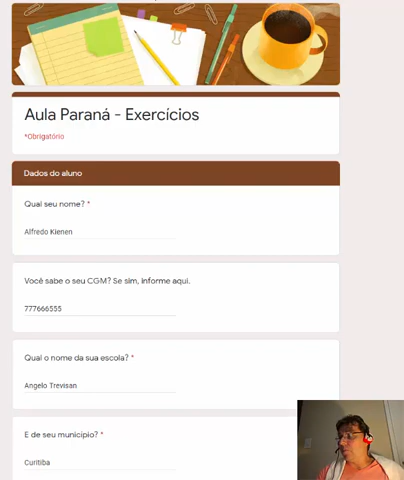 Aula Paraná - Exercícios
*Obrigatório
Dados do aluno
Qual seu nome? *
Alfredo Kienen
Você sabe o seu CGM? Se sim, informe aqui.
777666555
Qual o nome da sua escola? *
Angelo Trevisan
E de seu município? *
Curitiba